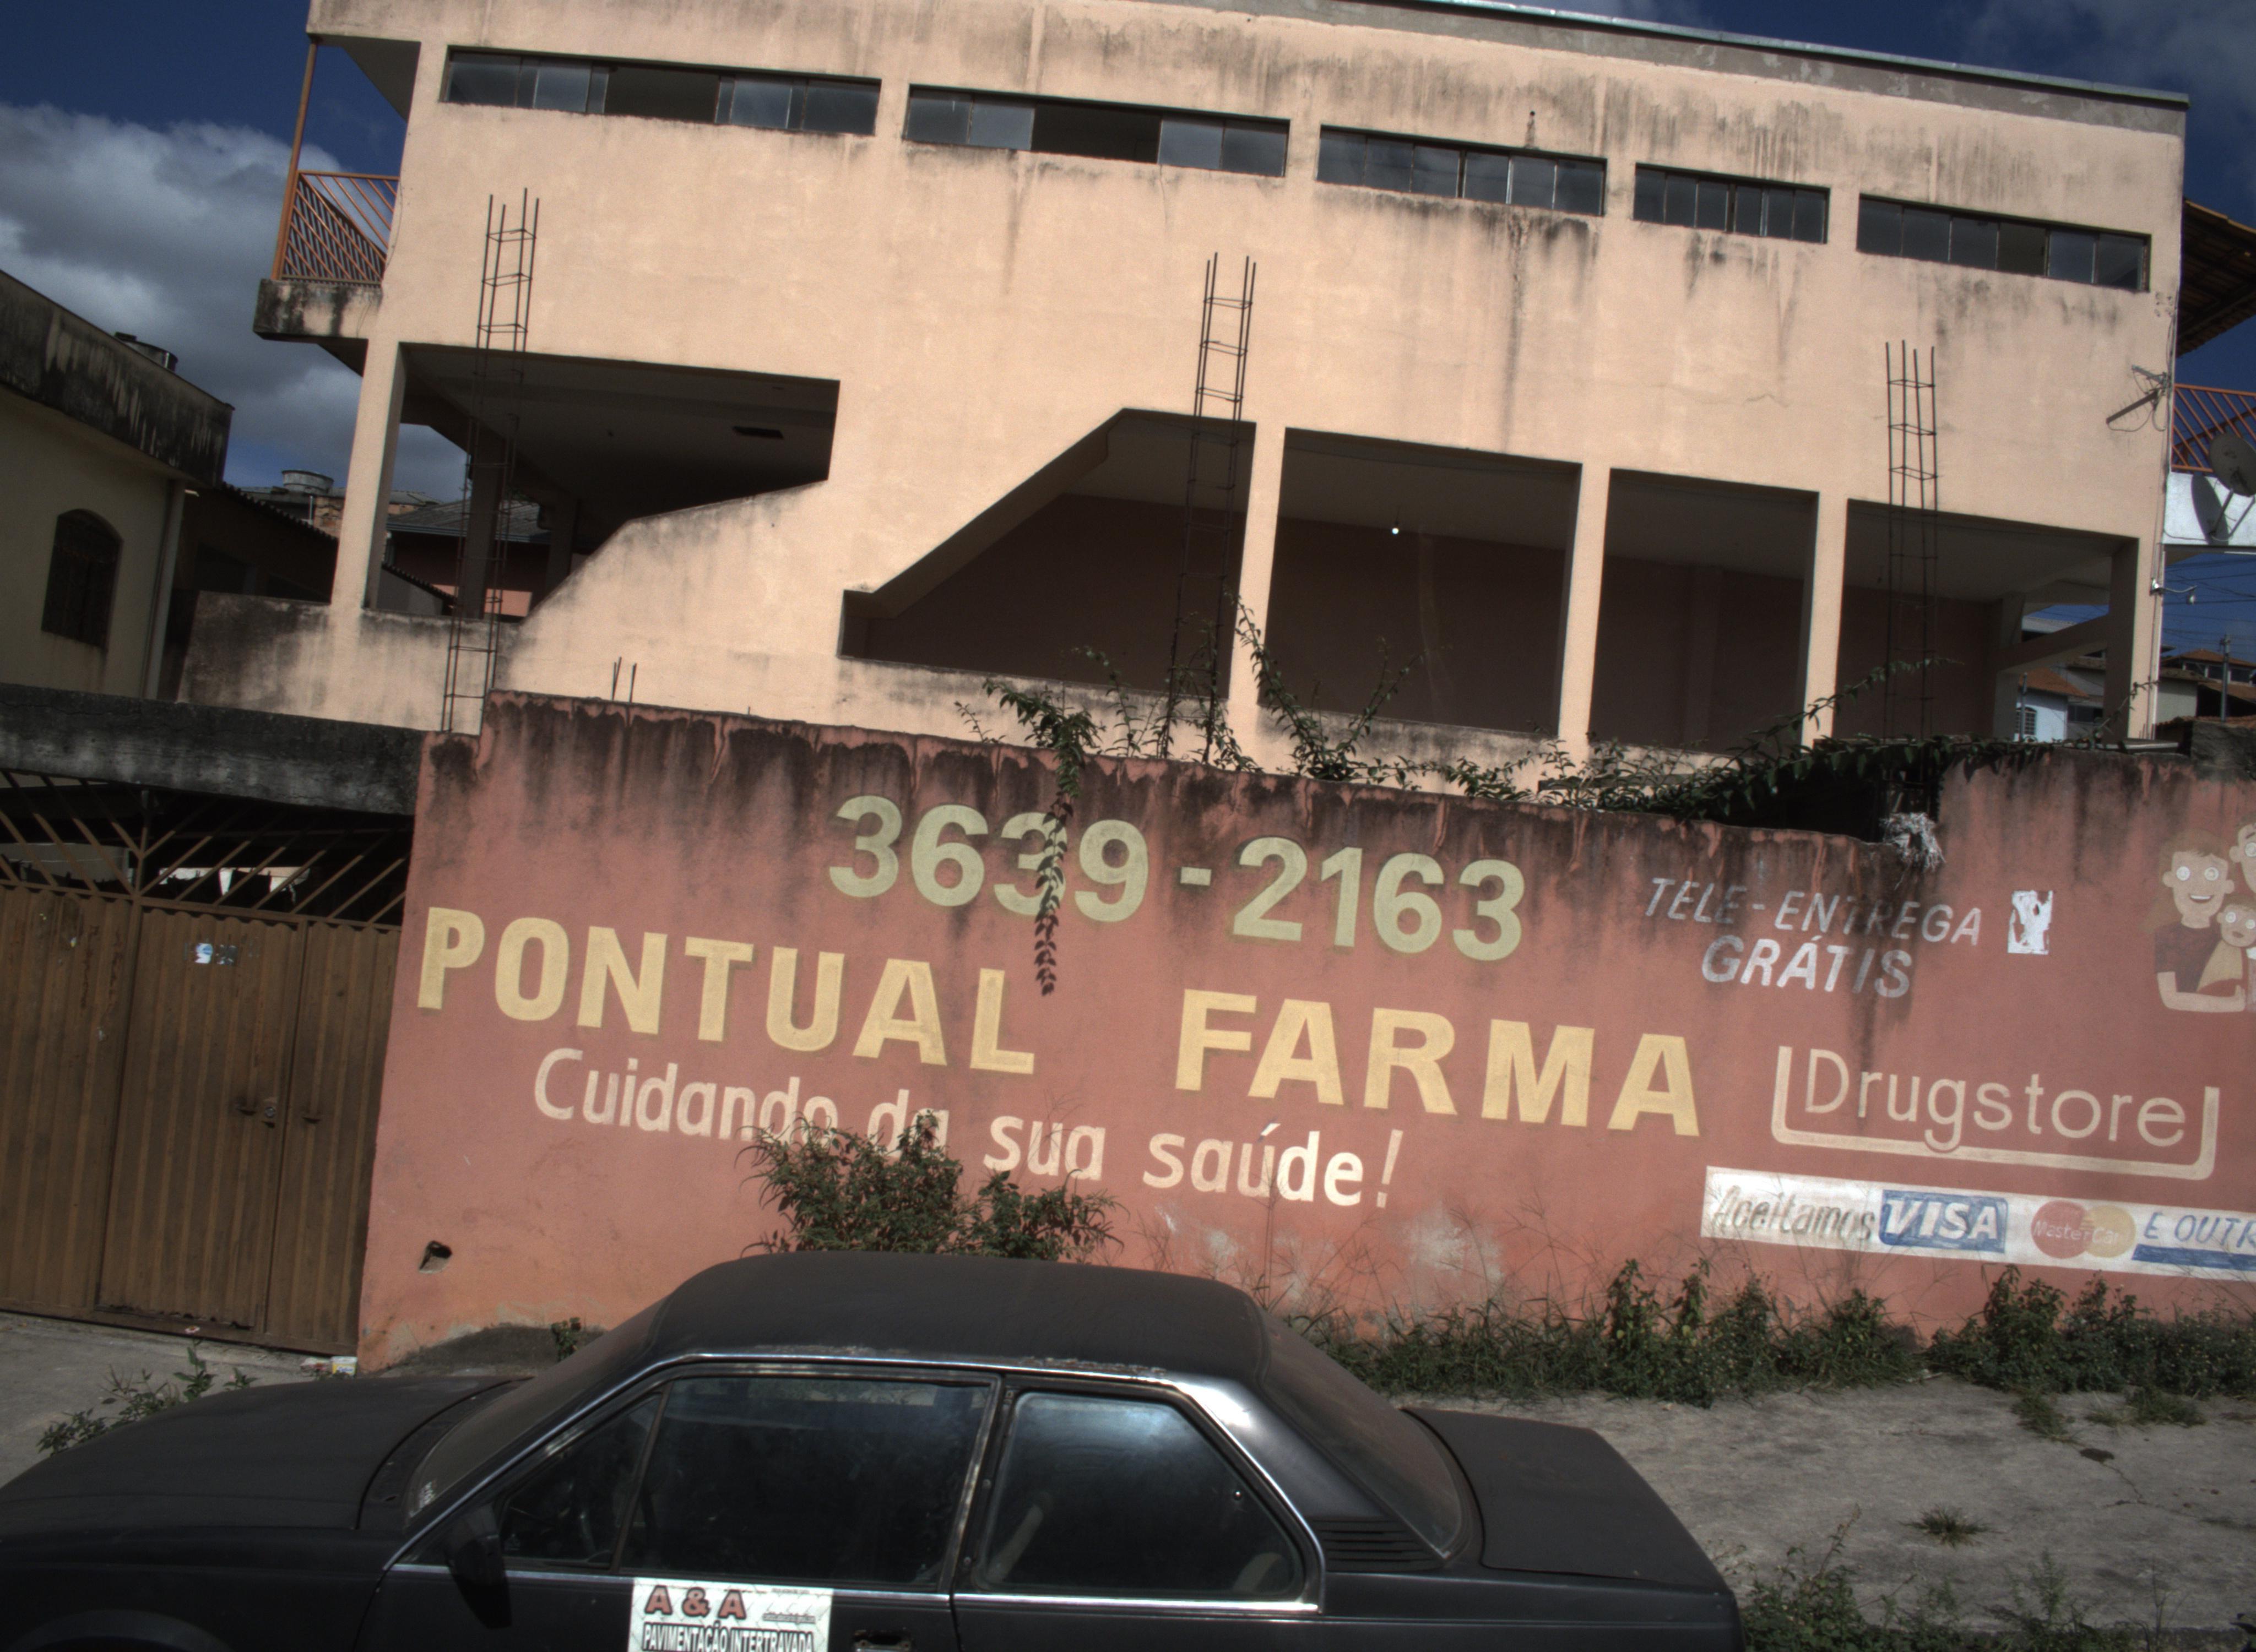 3639-2163
TELE-ENTREGA
GRÁTIS
PONTUAL FARMA
Cuidando da sua saúde!
Drugstore
Aceitamos VISA MasterCard E OUTR
A & A
PAVIMENTAÇÃO INTERTRAVADA